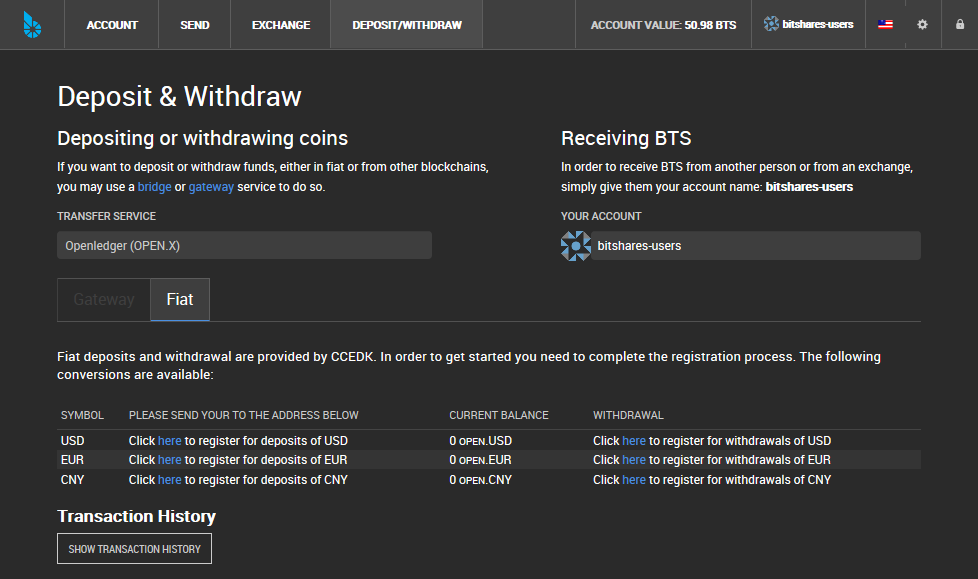 ACCOUNT SEND EXCHANGE DEPOSIT/WITHDRAW ACCOUNT VALUE: 50.98 BTS bitshares-users
Deposit & Withdraw
Depositing or withdrawing coins
If you want to deposit or withdraw funds, either in fiat or from other blockchains,
you may use a bridge or gateway service to do so.
TRANSFER SERVICE
Openledger (OPEN.X)
Receiving BTS
In order to receive BTS from another person or from an exchange,
simply give them your account name: bitshares-users
YOUR ACCOUNT
bitshares-users
Gateway Fiat
Fiat deposits and withdrawal are provided by CCEDK. In order to get started you need to complete the registration process. The following
conversions are available:
SYMBOL PLEASE SEND YOUR TO THE ADDRESS BELOW CURRENT BALANCE WITHDRAWAL
USD Click here to register for deposits of USD 0 OPEN.USD Click here to register for withdrawals of USD
EUR Click here to register for deposits of EUR 0 OPEN.EUR Click here to register for withdrawals of EUR
CNY Click here to register for deposits of CNY 0 OPEN.CNY Click here to register for withdrawals of CNY
Transaction History
SHOW TRANSACTION HISTORY